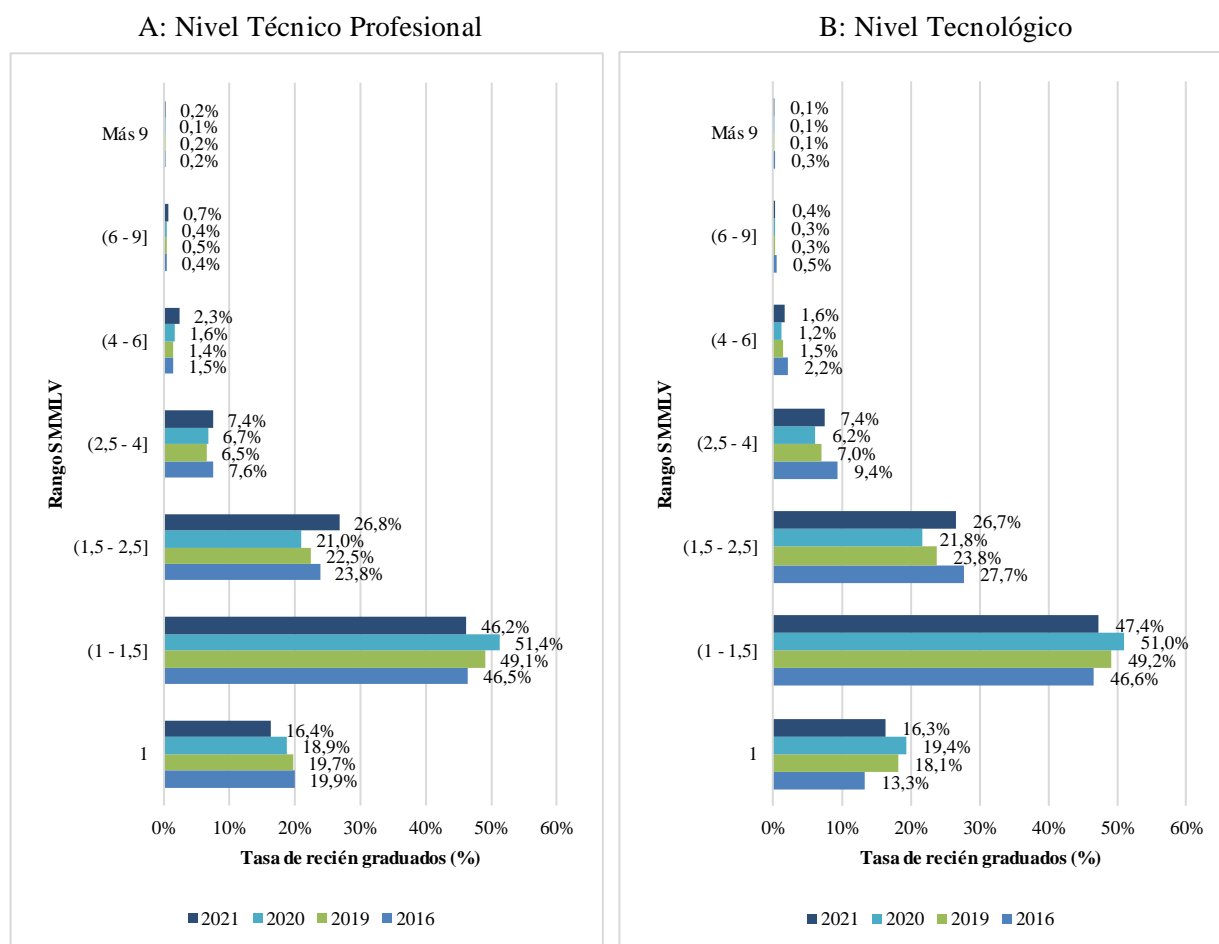 A: Nivel Técnico Profesional
Rango SMMLV
Más 9
0,2%
0,1%
0,2%
0,2%
(6 - 9]
0,7%
0,4%
0,5%
0,4%
(4 - 6]
2,3%
1,6%
1,4%
1,5%
(2,5 - 4]
7,4%
6,7%
6,5%
7,6%
(1,5 - 2,5]
26,8%
21,0%
22,5%
23,8%
(1 - 1,5]
46,2%
51,4%
49,1%
46,5%
1
16,4%
18,9%
19,7%
19,9%
0% 10% 20% 30% 40% 50% 60%
Tasa de recién graduados (%)
2021 2020 2019 2016
B: Nivel Tecnológico
Rango SMMLV
Más 9
0,1%
0,1%
0,1%
0,3%
(6 - 9]
0,4%
0,3%
0,3%
0,5%
(4 - 6]
1,6%
1,2%
1,5%
2,2%
(2,5 - 4]
7,4%
6,2%
7,0%
9,4%
(1,5 - 2,5]
26,7%
21,8%
23,8%
27,7%
(1 - 1,5]
47,4%
51,0%
49,2%
46,6%
1
16,3%
19,4%
18,1%
13,3%
0% 10% 20% 30% 40% 50% 60%
Tasa de recién graduados (%)
2021 2020 2019 2016